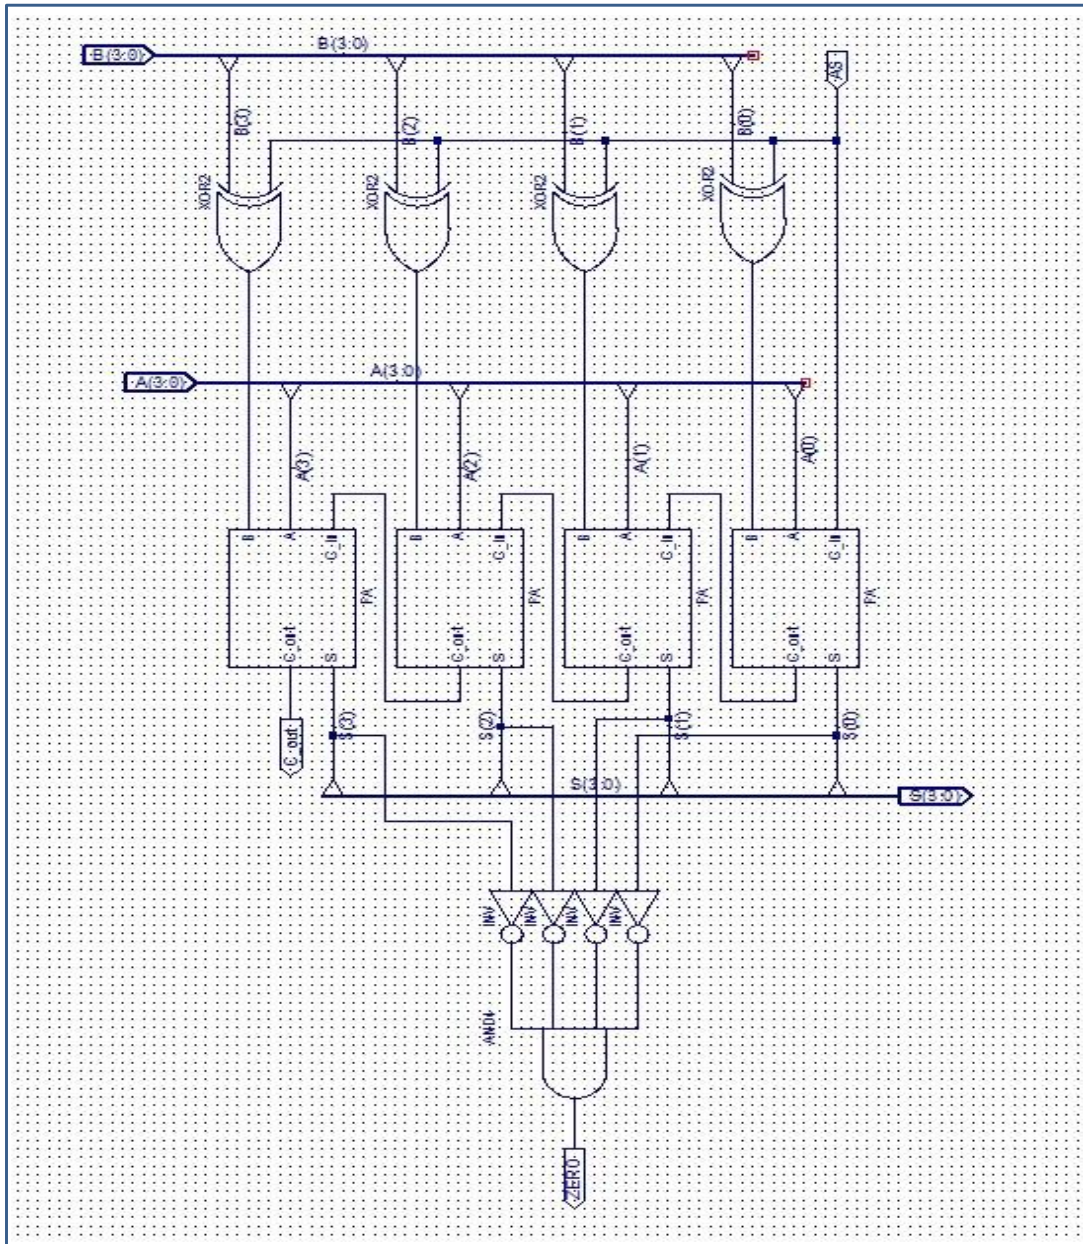 B(3:0)
B(3:0)
AS
B(3)
B(2)
B(1)
B(0)
XOR2
XOR2
XOR2
XOR2
A(3:0)
A(3:0)
A(3)
A(2)
A(1)
A(0)
B A C_in
B A C_in
B A C_in
B A C_in
FA
FA
FA
FA
C_out S
C_out S
C_out S
C_out S
C_out
S(3)
S(2)
S(1)
S(0)
S(3:0)
S(3:0)
INV
INV
INV
INV
AND4
ZERO